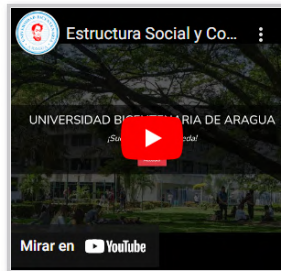 Estructura Social y Co...
UNIVERSIDAD BICENTENARIA DE ARAGUA
Mirar en YouTube